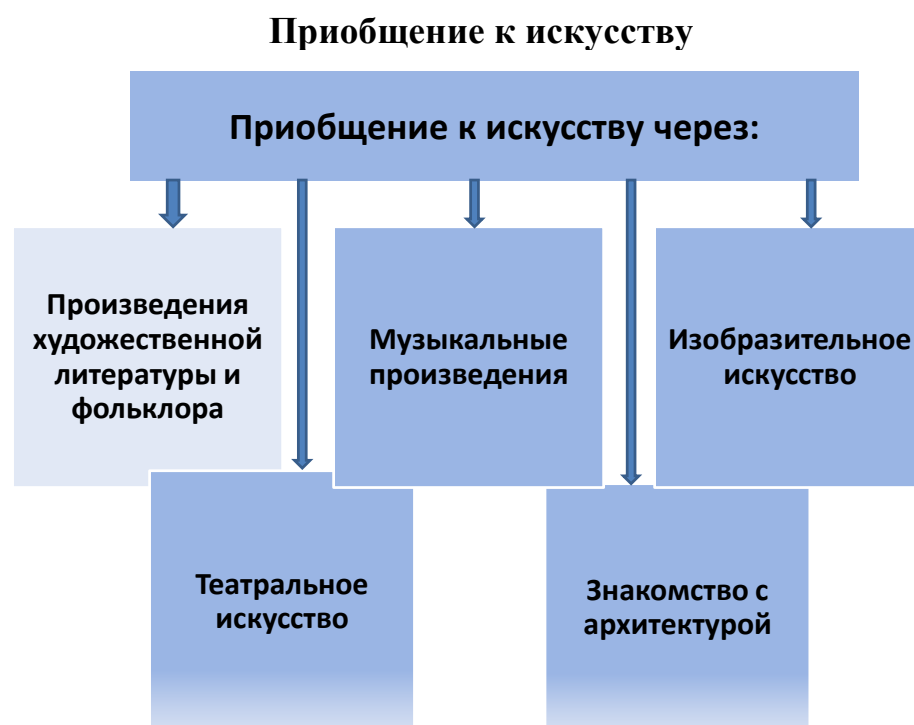 Приобщение к искусству
Приобщение к искусству через:
Произведения
художественной
литературы и
фольклора
Музыкальные
произведения
Изобразительное
искусство
Театральное
искусство
Знакомство с
архитектурой